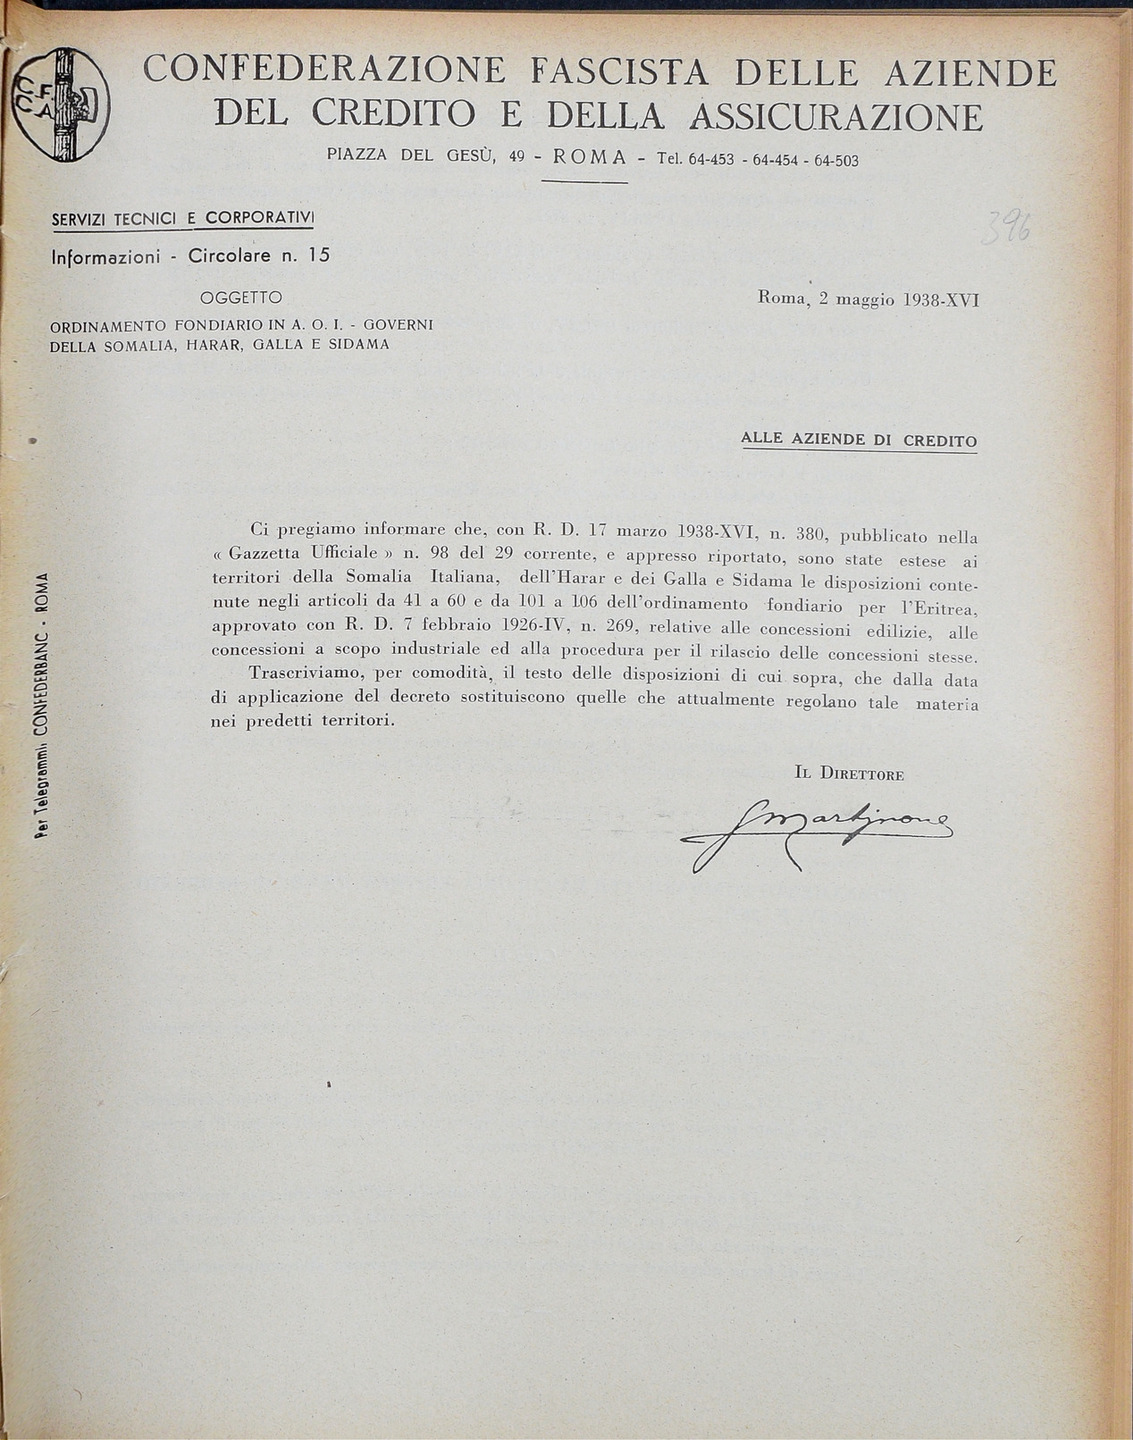 C. F.
C. A.
CONFEDERAZIONE FASCISTA DELLE AZIENDE
DEL CREDITO E DELLA ASSICURAZIONE
PIAZZA DEL GESÙ, 49 - ROMA - Tel. 64-453 - 64-454 - 64-503
SERVIZI TECNICI E CORPORATIVI
396
Informazioni - Circolare n. 15
OGGETTO
Roma, 2 maggio 1938-XVI
ORDINAMENTO FONDIARIO IN A. O. I. - GOVERNI
DELLA SOMALIA, HARAR, GALLA E SIDAMA
ALLE AZIENDE DI CREDITO
Ci pregiamo informare che, con R. D. 17 marzo 1938-XVI, n. 380, pubblicato nella
« Gazzetta Ufficiale » n. 98 del 29 corrente, e appresso riportato, sono state estese ai
territori della Somalia Italiana, dell'Harar e dei Galla e Sidama le disposizioni conte-
nute negli articoli da 41 a 60 e da 101 a 106 dell'ordinamento fondiario per l'Eritrea,
approvato con R. D. 7 febbraio 1926-IV, n. 269, relative alle concessioni edilizie, alle
concessioni a scopo industriale ed alla procedura per il rilascio delle concessioni stesse.
Trascriviamo, per comodità, il testo delle disposizioni di cui sopra, che dalla data
di applicazione del decreto sostituiscono quelle che attualmente regolano tale materia
nei predetti territori.
IL DIRETTORE
GMartignone
Per Telegrammi. CONFEDERBANC - ROMA